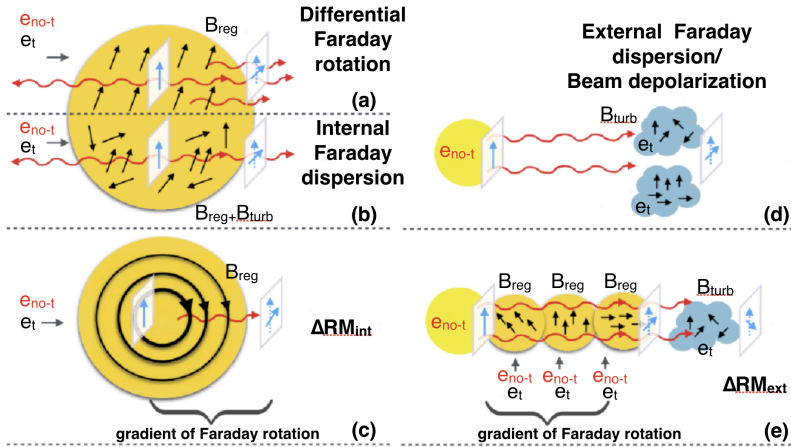 e_no-t
e_t
B_reg
Differential
Faraday
rotation
(a)
e_no-t
e_t
Internal
Faraday
dispersion
B_reg+B_turb
(b)
e_no-t
e_t
B_reg
ΔRM_int
gradient of Faraday rotation
(c)
External Faraday
dispersion/
Beam depolarization
e_no-t
B_turb
e_t
e_t
(d)
B_reg
B_reg
B_reg
B_turb
e_no-t
e_t
e_no-t
e_t
e_no-t
e_t
e_no-t
e_t
ΔRM_ext
gradient of Faraday rotation
(e)